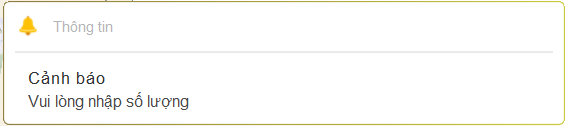 Thông tin
Cảnh báo
Vui lòng nhập số lượng